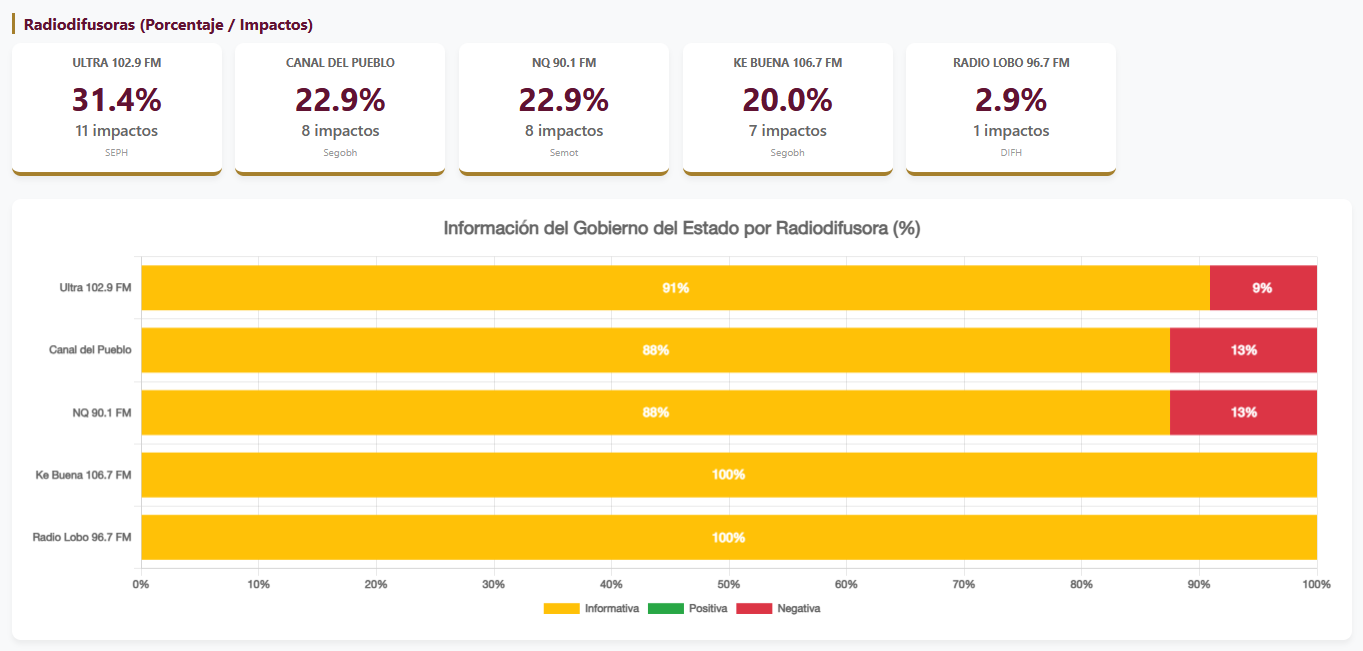 Radiodifusoras (Porcentaje / Impactos)
ULTRA 102.9 FM
31.4%
11 impactos
SEPH
CANAL DEL PUEBLO
22.9%
8 impactos
Segobh
NQ 90.1 FM
22.9%
8 impactos
Semot
KE BUENA 106.7 FM
20.0%
7 impactos
Segobh
RADIO LOBO 96.7 FM
2.9%
1 impactos
DIFH
Información del Gobierno del Estado por Radiodifusora (%)
Ultra 102.9 FM 91% 9%
Canal del Pueblo 88% 13%
NQ 90.1 FM 88% 13%
Ke Buena 106.7 FM 100%
Radio Lobo 96.7 FM 100%
0% 10% 20% 30% 40% 50% 60% 70% 80% 90% 100%
Informativa Positiva Negativa